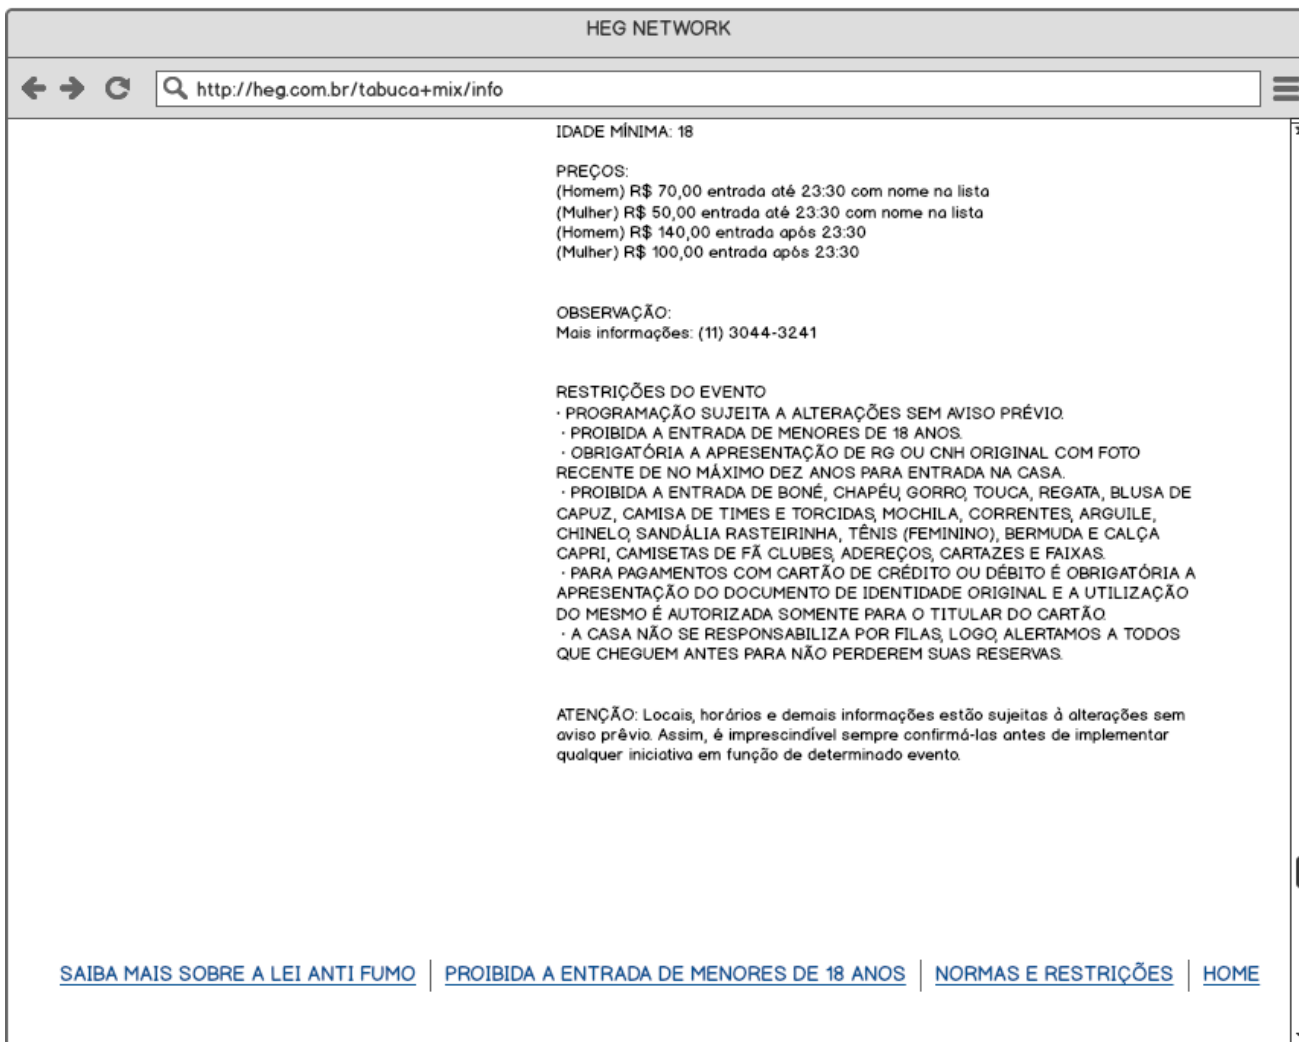 HEG NETWORK
http://heg.com.br/tabuca+mix/info
IDADE MÍNIMA: 18
PREÇOS:
(Homem) R$ 70,00 entrada até 23:30 com nome na lista
(Mulher) R$ 50,00 entrada até 23:30 com nome na lista
(Homem) R$ 140,00 entrada após 23:30
(Mulher) R$ 100,00 entrada após 23:30
OBSERVAÇÃO:
Mais informações: (11) 3044-3241
RESTRIÇÕES DO EVENTO
· PROGRAMAÇÃO SUJEITA A ALTERAÇÕES SEM AVISO PRÉVIO.
· PROIBIDA A ENTRADA DE MENORES DE 18 ANOS.
· OBRIGATÓRIA A APRESENTAÇÃO DE RG OU CNH ORIGINAL COM FOTO
RECENTE DE NO MÁXIMO DEZ ANOS PARA ENTRADA NA CASA.
· PROIBIDA A ENTRADA DE BONÉ, CHAPÉU, GORRO, TOUCA, REGATA, BLUSA DE
CAPUZ, CAMISA DE TIMES E TORCIDAS, MOCHILA, CORRENTES, ARGUILE,
CHINELO, SANDÁLIA RASTEIRINHA, TÊNIS (FEMININO), BERMUDA E CALÇA
CAPRI, CAMISETAS DE FÃ CLUBES, ADEREÇOS, CARTAZES E FAIXAS.
· PARA PAGAMENTOS COM CARTÃO DE CRÉDITO OU DÉBITO É OBRIGATÓRIA A
APRESENTAÇÃO DO DOCUMENTO DE IDENTIDADE ORIGINAL E A UTILIZAÇÃO
DO MESMO É AUTORIZADA SOMENTE PARA O TITULAR DO CARTÃO.
· A CASA NÃO SE RESPONSABILIZA POR FILAS, LOGO, ALERTAMOS A TODOS
QUE CHEGUEM ANTES PARA NÃO PERDEREM SUAS RESERVAS.
ATENÇÃO: Locais, horários e demais informações estão sujeitas à alterações sem
aviso prêvio. Assim, é imprescindível sempre confirmá-las antes de implementar
qualquer iniciativa em função de determinado evento.
SAIBA MAIS SOBRE A LEI ANTI FUMO | PROIBIDA A ENTRADA DE MENORES DE 18 ANOS | NORMAS E RESTRIÇÕES | HOME